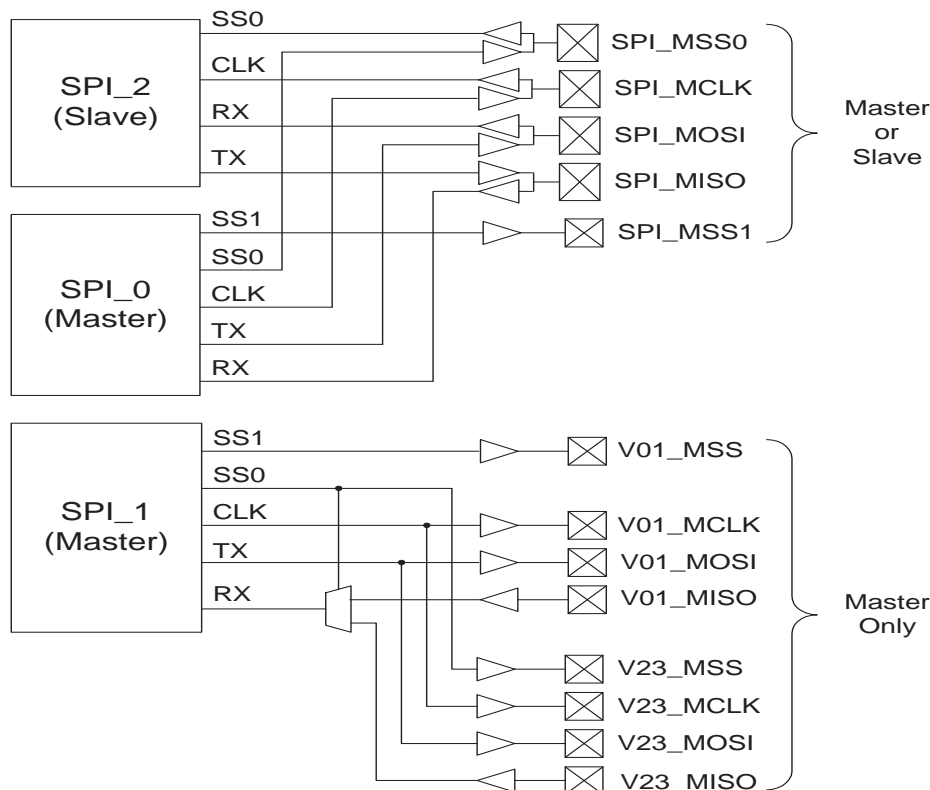 SPI_2
(Slave)
SS0
CLK
RX
TX
SPI_MSS0
SPI_MCLK
SPI_MOSI
SPI_MISO
SPI_MSS1
Master
or
Slave
SPI_0
(Master)
SS1
SS0
CLK
TX
RX
SPI_1
(Master)
SS1
SS0
CLK
TX
RX
V01_MSS
V01_MCLK
V01_MOSI
V01_MISO
V23_MSS
V23_MCLK
V23_MOSI
V23_MISO
Master
Only